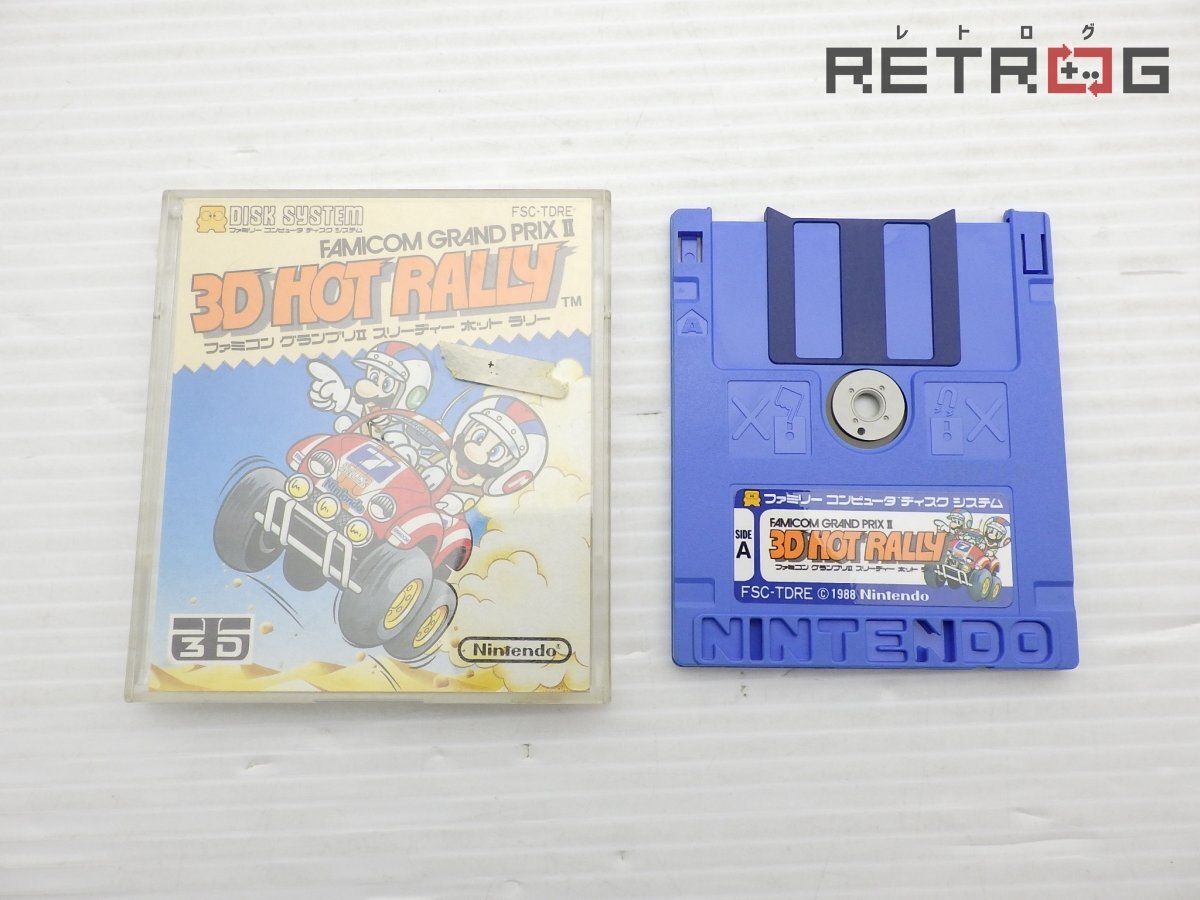 レトログ
RETROG
DISK SYSTEM
ファミリー コンピュータ ディスク システム
FSC-TDRE
FAMICOM GRAND PRIX II
3D HOT RALLY
TM
ファミコン グランプリII スリーディー ホット ラリー
7
Nintendo
3D
Nintendo
A
ファミリー コンピュータ ディスク システム
SIDE A
FAMICOM GRAND PRIX II
3D HOT RALLY
ファミコン グランプリII スリーディー ホット
7
FSC-TDRE © 1988 Nintendo
NINTENDO